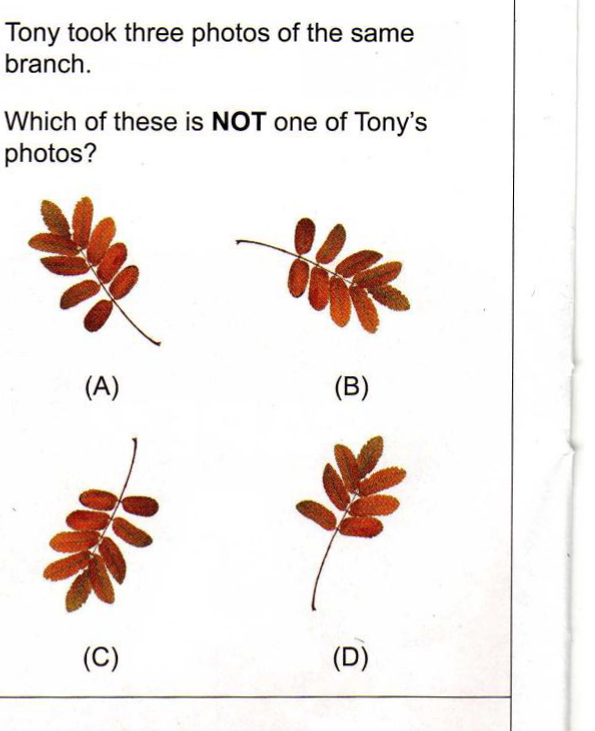 Tony took three photos of the same
branch.
Which of these is NOT one of Tony's
photos?
(A)
(B)
(C)
(D)